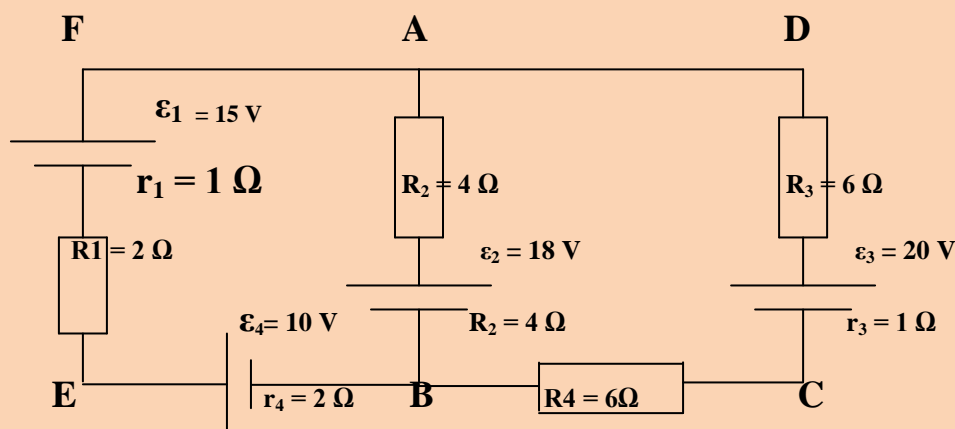 F A D
ε1 = 15 V
r1 = 1 Ω
R2 = 4 Ω
R3 = 6 Ω
R1 = 2 Ω
ε2 = 18 V
ε3 = 20 V
ε4= 10 V
R2 = 4 Ω
r3 = 1 Ω
E
r4 = 2 Ω
B
R4 = 6Ω
C